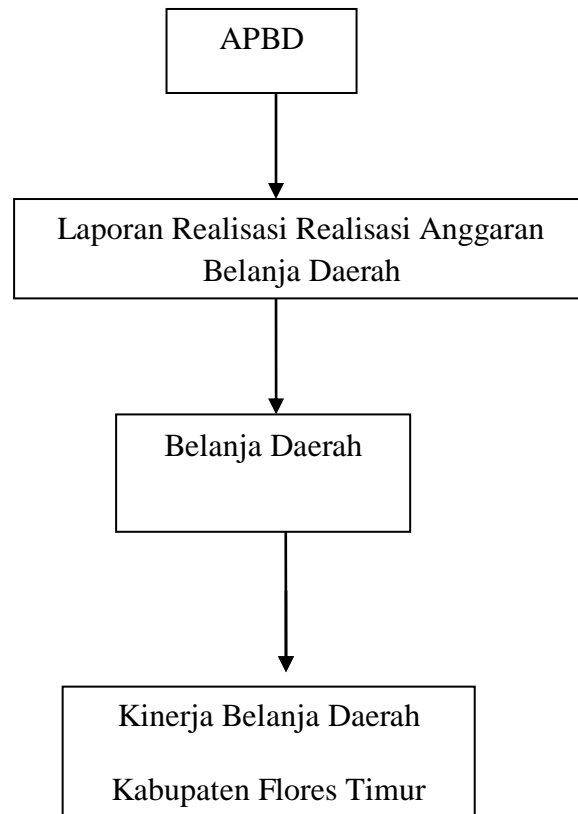 APBD
Laporan Realisasi Realisasi Anggaran
Belanja Daerah
Belanja Daerah
Kinerja Belanja Daerah
Kabupaten Flores Timur